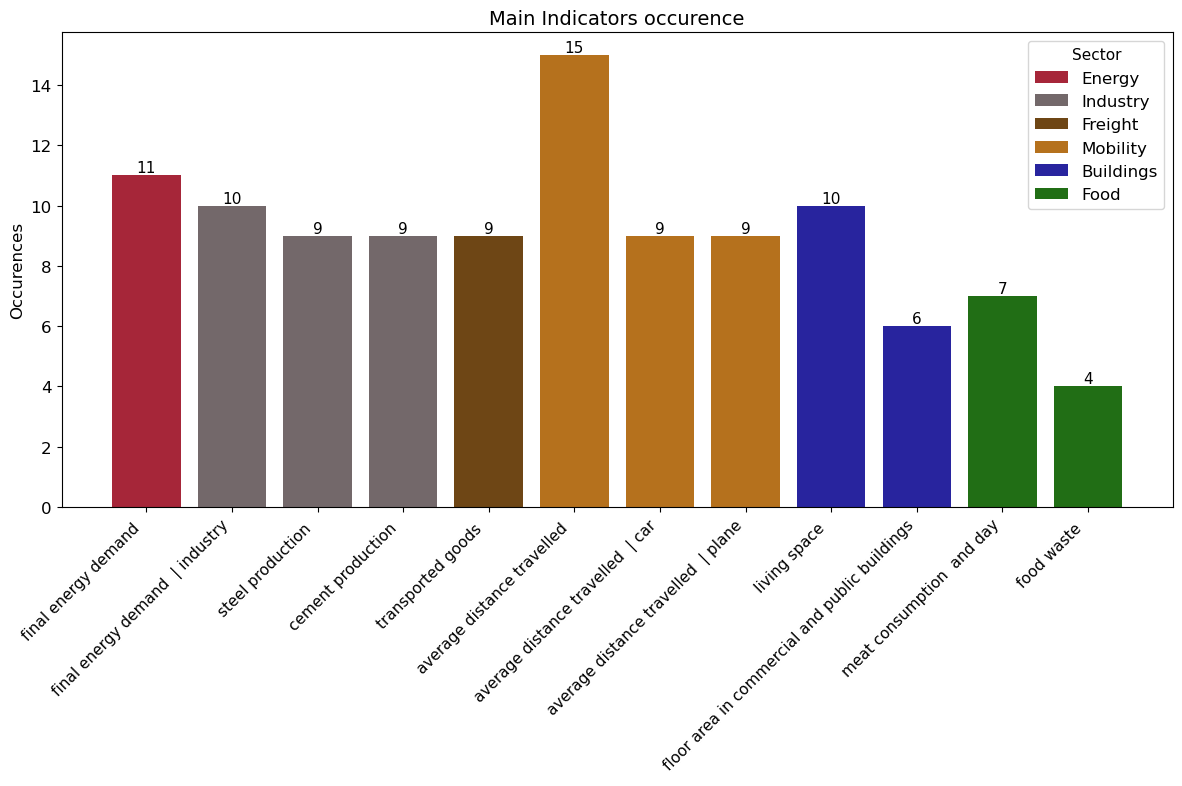 Main Indicators occurence
Sector
Energy
Industry
Freight
Mobility
Buildings
Food
Occurences
14
12
10
8
6
4
2
0
11
10
9
9
9
15
9
9
10
6
7
4
final energy demand
final energy demand | industry
steel production
cement production
transported goods
average distance travelled
average distance travelled | car
average distance travelled | plane
living space
floor area in commercial and public buildings
meat consumption and day
food waste